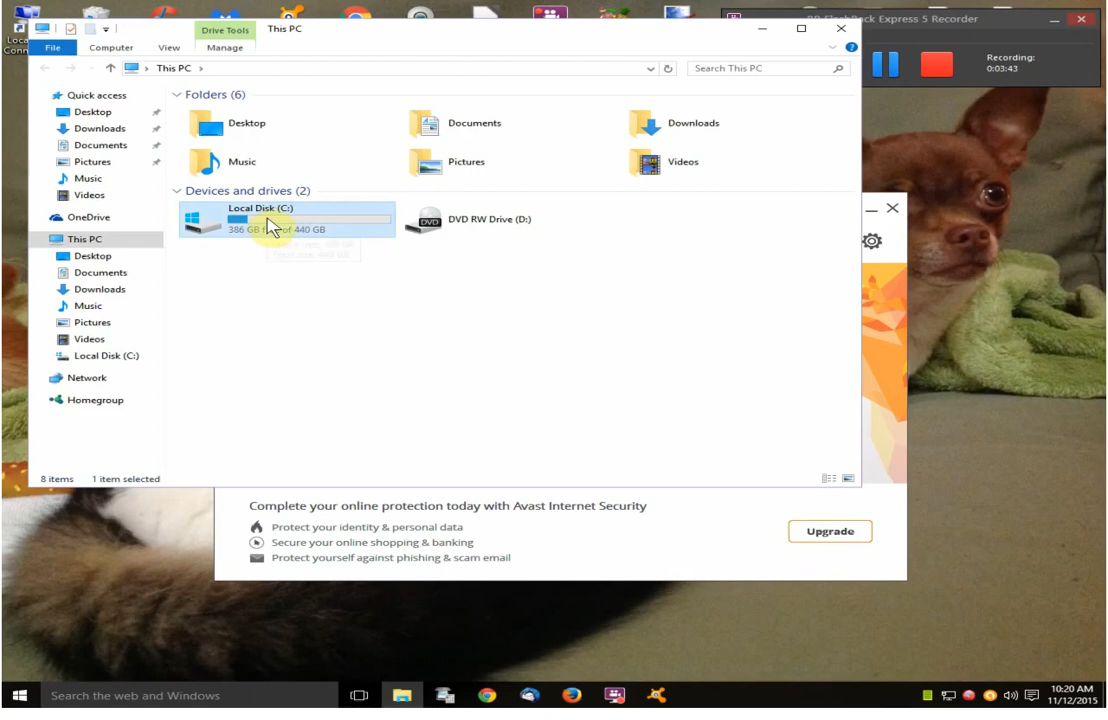 Loca
Conn
Drive Tools
This PC
File
Computer
View
Manage
This PC
Search This PC
FlashBack Express 5 Recorder
Recording:
0:03:43
Quick access
Desktop
Downloads
Documents
Pictures
Music
Videos
OneDrive
This PC
Desktop
Documents
Downloads
Music
Pictures
Videos
Local Disk (C:)
Network
Homegroup
Folders (6)
Desktop
Documents
Downloads
Music
Pictures
Videos
Devices and drives (2)
Local Disk (C:)
386 GB of 440 GB
DVD
DVD RW Drive (D:)
8 items 1 item selected
Complete your online protection today with Avast Internet Security
Protect your identity & personal data
Secure your online shopping & banking
Protect yourself against phishing & scam email
Upgrade
Search the web and Windows
10:20 AM
11/12/2015